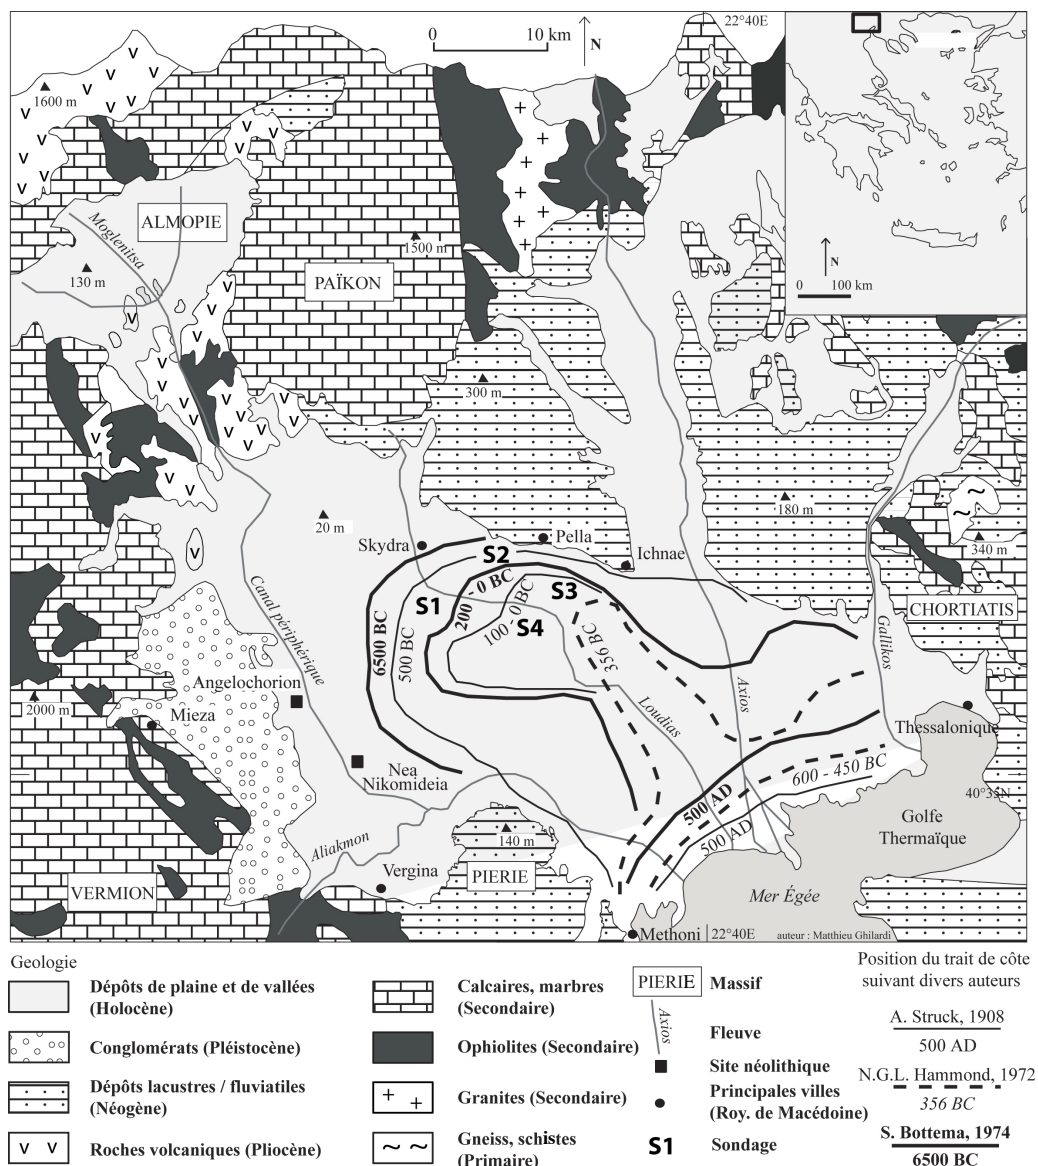 0 10 km
N
22°40E
1600 m
ALMOPIE
Moglenitsa
130 m
1500 m
PAÏKON
N
0 100 km
300 m
20 m
180 m
340 m
Skydra
Pella
Ichnae
CHORTIATIS
S2
S1
S3
S4
200 - 0 BC
100 - 0 BC
356 BC
6500 BC
500 BC
Canal périphérique
Gallikos
Angelochorion
2000 m
Mieza
Loudias
Axios
Thessalonique
Nea
Nikomideia
600 - 450 BC
40°35N
500 AD
500 AD
Golfe
Thermaïque
Aliakmon
140 m
Vergina
PIERIE
VERMION
Mer Égée
Methoni
22°40E
auteur : Matthieu Ghilardi
Geologie
Dépôts de plaine et de vallées
(Holocène)
Conglomérats (Pléistocène)
Dépôts lacustres / fluviatiles
(Néogène)
Roches volcaniques (Pliocène)
Calcaires, marbres
(Secondaire)
Ophiolites (Secondaire)
Granites (Secondaire)
Gneiss, schistes
(Primaire)
PIERIE Massif
Axios
Fleuve
Site néolithique
Principales villes
(Roy. de Macédoine)
S1 Sondage
Position du trait de côte
suivant divers auteurs
A. Struck, 1908
500 AD
N.G.L. Hammond, 1972
356 BC
S. Bottema, 1974
6500 BC